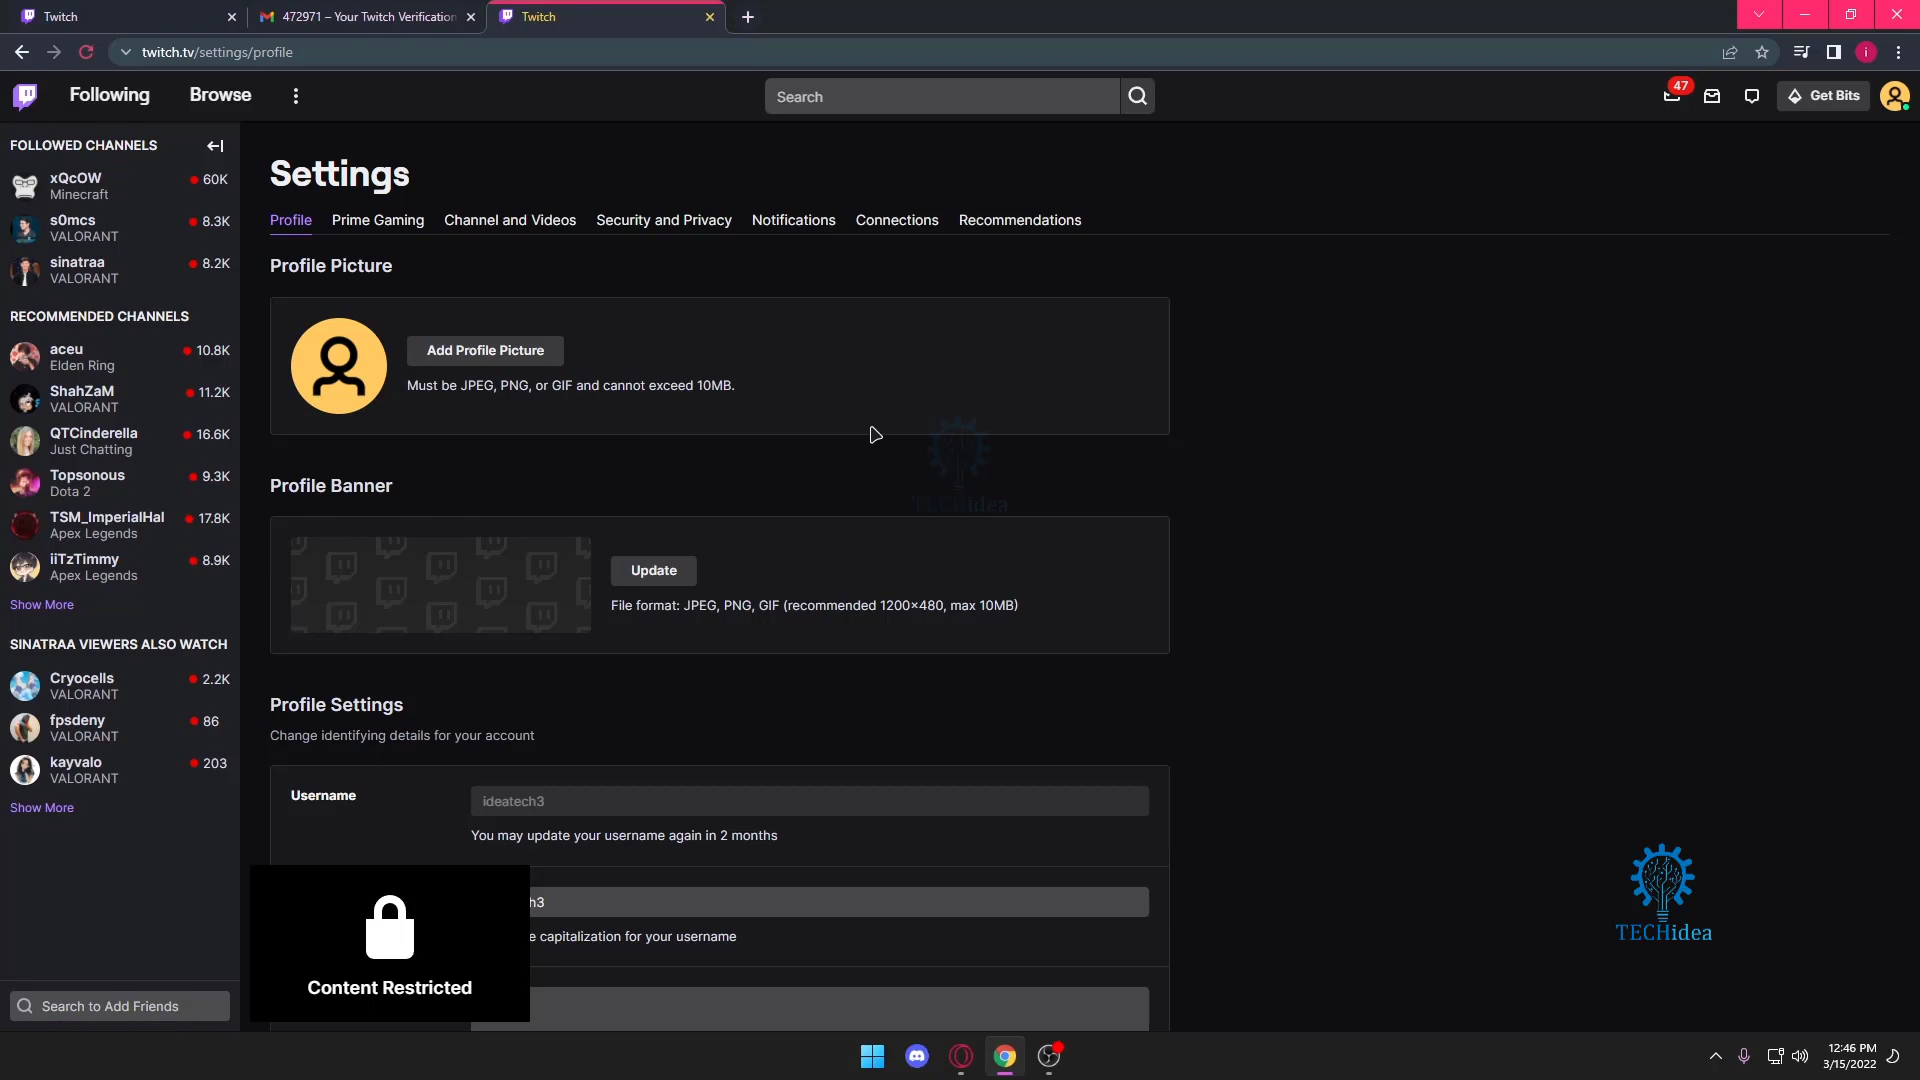 Twitch
472971 – Your Twitch Verification
Twitch
twitch.tv/settings/profile
Following
Browse
Search
47
Get Bits
FOLLOWED CHANNELS
xQcOW
60K
Minecraft
s0mcs
8.3K
VALORANT
sinatraa
8.2K
VALORANT
RECOMMENDED CHANNELS
aceu
10.8K
Elden Ring
ShahZaM
11.2K
VALORANT
QTCinderella
16.6K
Just Chatting
Topsonous
9.3K
Dota 2
TSM_ImperialHal
17.8K
Apex Legends
iiTzTimmy
8.9K
Apex Legends
Show More
SINATRAA VIEWERS ALSO WATCH
Cryocells
2.2K
VALORANT
fpsdeny
86
VALORANT
kayvalo
203
VALORANT
Show More
Search to Add Friends
Settings
Profile Prime Gaming Channel and Videos Security and Privacy Notifications Connections Recommendations
Profile Picture
Add Profile Picture
Must be JPEG, PNG, or GIF and cannot exceed 10MB.
TECHidea
Profile Banner
Update
File format: JPEG, PNG, GIF (recommended 1200×480, max 10MB)
Profile Settings
Change identifying details for your account
Username
ideatech3
You may update your username again in 2 months
h3
e capitalization for your username
Content Restricted
TECHidea
i
12:46 PM
3/15/2022